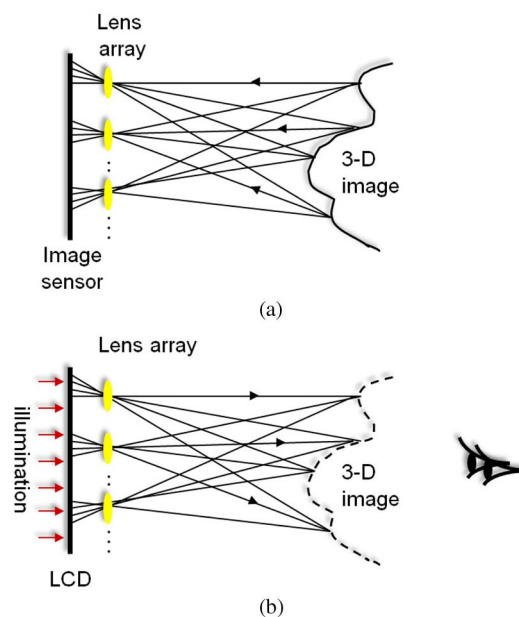 Lens
array
3-D
image
Image
sensor
(a)
Lens array
illumination
3-D
image
LCD
(b)